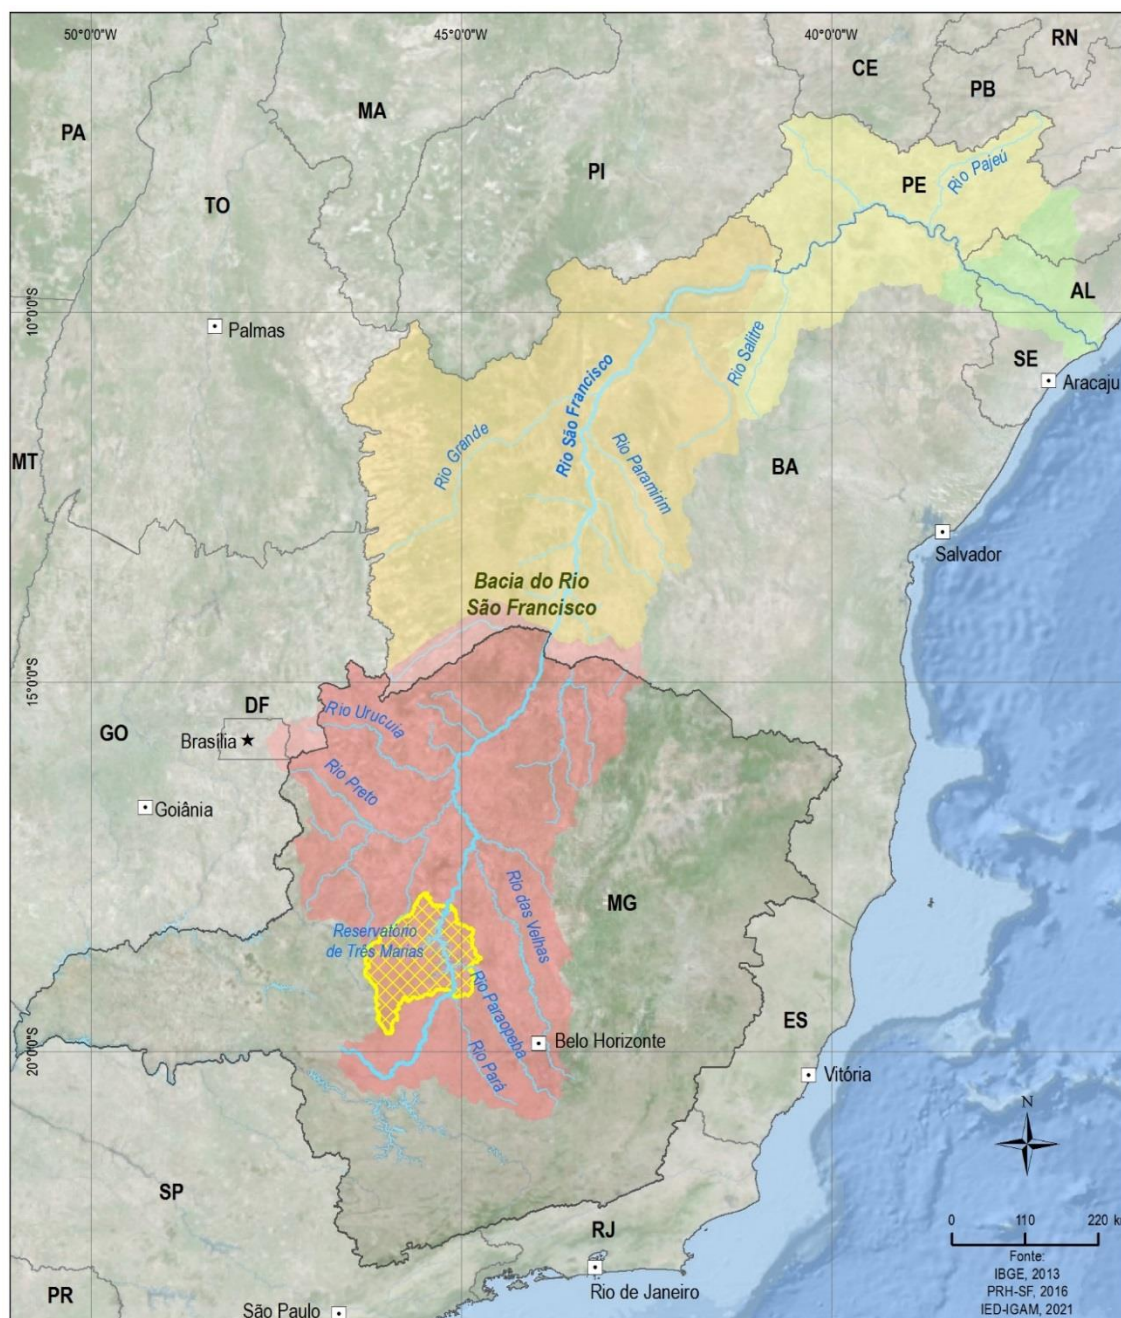 50°0'0"W
45°0'0"W
40°0'0"W
RN
CE
PB
MA
PA
PI
Rio Pajeú
PE
TO
10°0'0"S
AL
Palmas
Rio Salitre
SE
Aracaju
Rio São Francisco
Rio Grande
MT
BA
Rio Paramirim
Salvador
Bacia do Rio
São Francisco
15°0'0"S
DF
Rio Urucuia
GO
Brasília
Rio Preto
Goiânia
Rio das Velhas
MG
Reservatório
de Três Marias
Rio Paraopeba
ES
20°0'0"S
Belo Horizonte
Rio Pará
Vitória
N
SP
0 110 220 km
RJ
Fonte:
IBGE, 2013
PRH-SF, 2016
IED-IGAM, 2021
Rio de Janeiro
PR
São Paulo